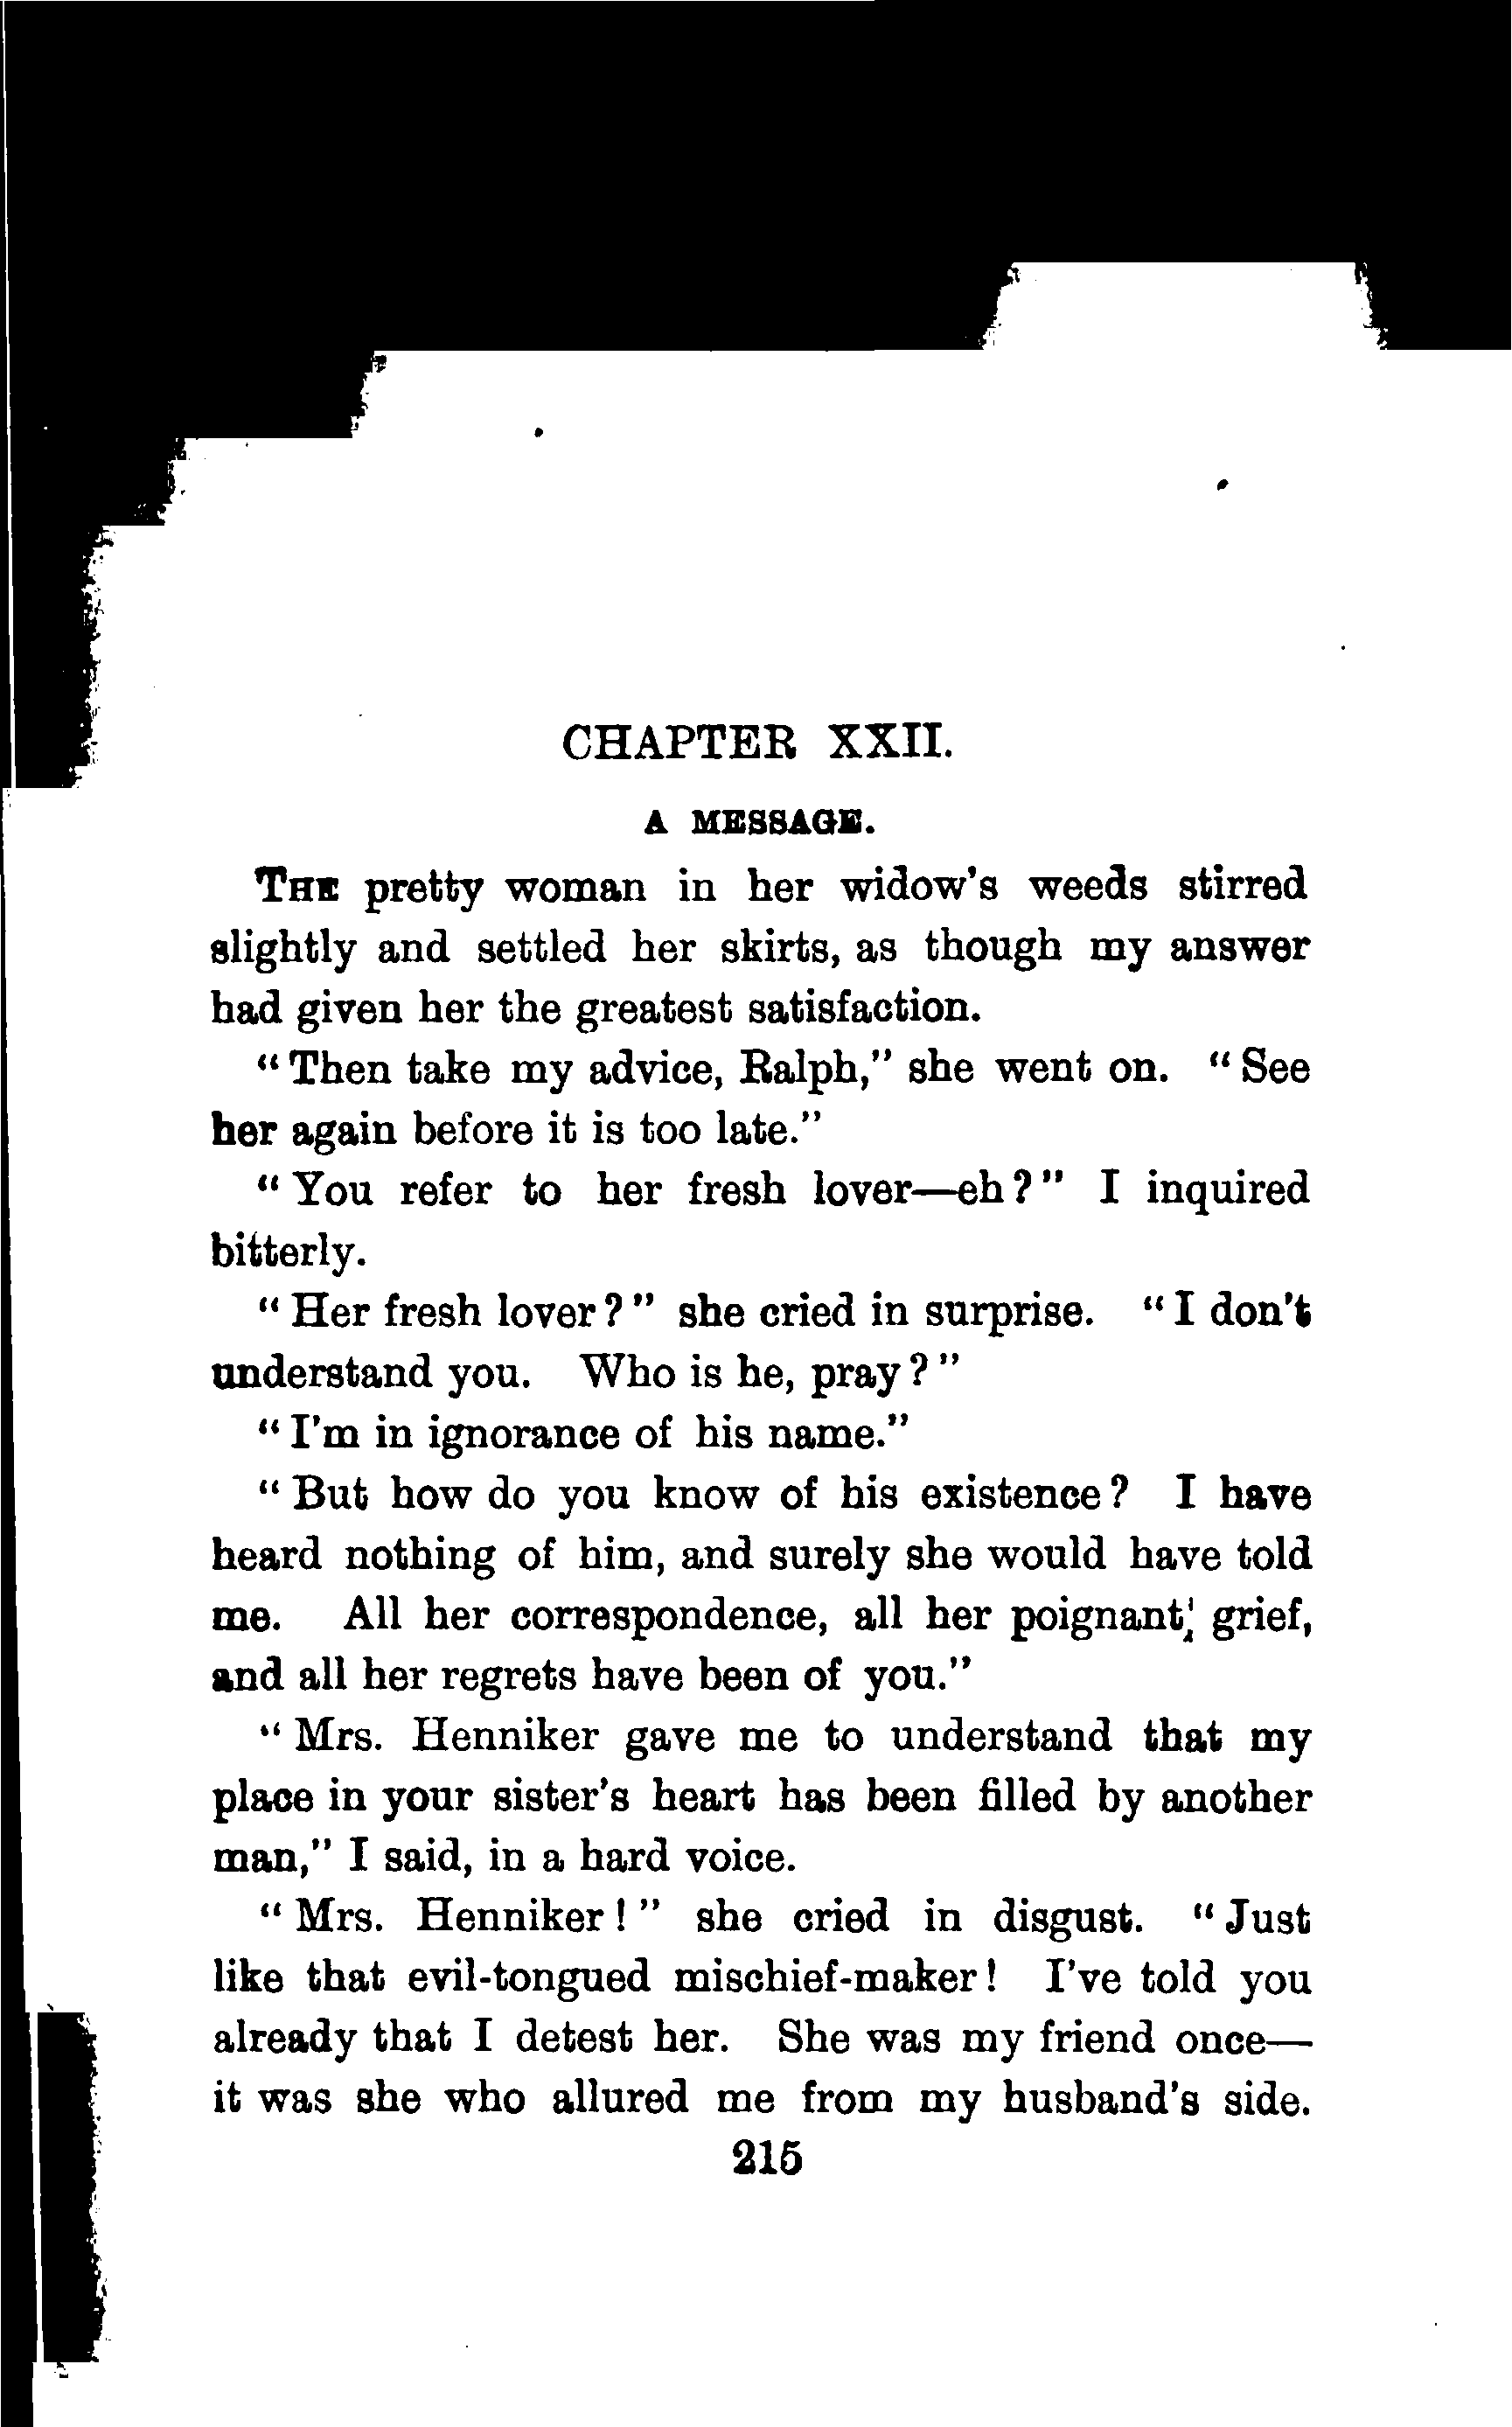 CHAPTER XXII.
A MESSAGE.
THE pretty woman in her widow's weeds stirred
slightly and settled her skirts, as though my answer
had given her the greatest satisfaction.
"Then take my advice, Ralph," she went on. "See
her again before it is too late."
"You refer to her fresh lover—eh?" I inquired
bitterly.
"Her fresh lover?" she cried in surprise. "I don't
understand you. Who is he, pray?"
"I'm in ignorance of his name."
"But how do you know of his existence? I have
heard nothing of him, and surely she would have told
me. All her correspondence, all her poignant grief,
and all her regrets have been of you."
"Mrs. Henniker gave me to understand that my
place in your sister's heart has been filled by another
man," I said, in a hard voice.
"Mrs. Henniker!" she cried in disgust. "Just
like that evil-tongued mischief-maker! I've told you
already that I detest her. She was my friend once—
it was she who allured me from my husband's side.
215